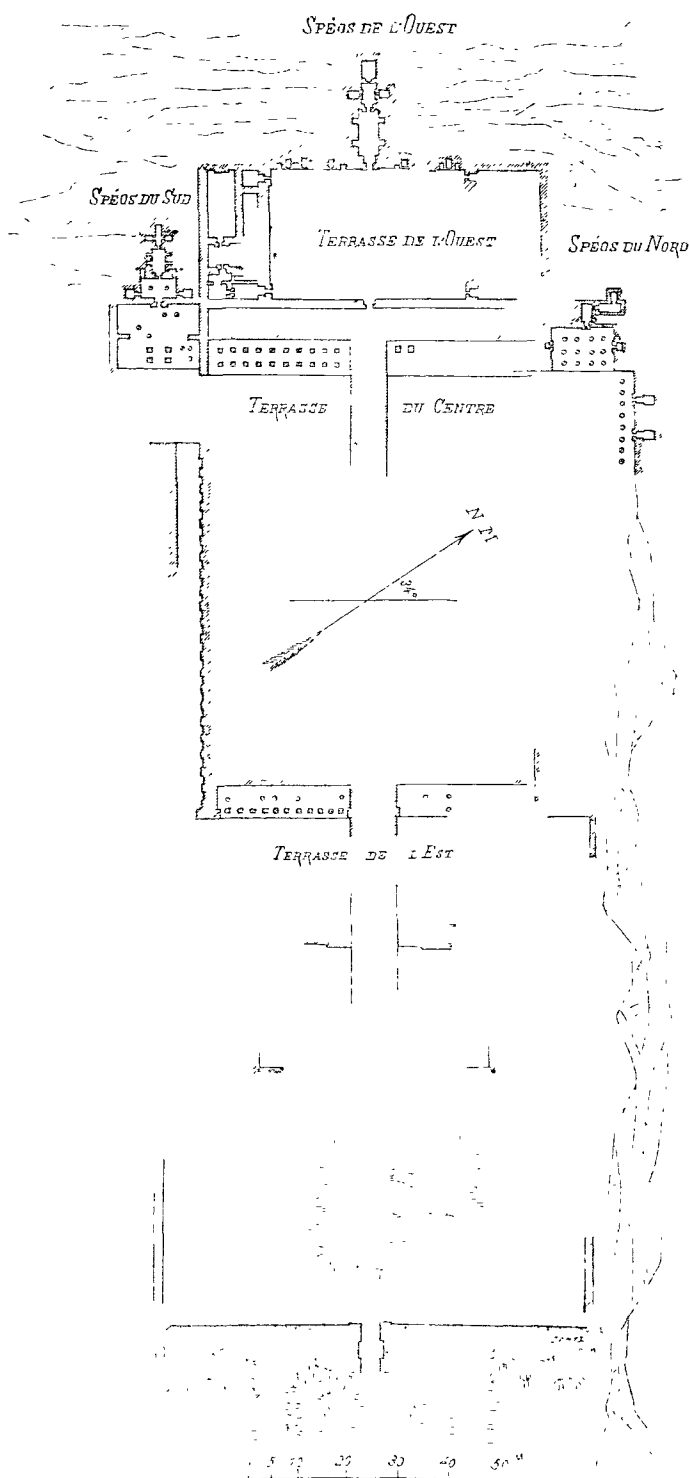 SPÉOS DE L'OUEST
SPÉOS DU SUD
TERRASSE DE L'OUEST
SPÉOS DU NORD
TERRASSE DU CENTRE
TERRASSE DE L'EST
5 10 20 30 40 50 M